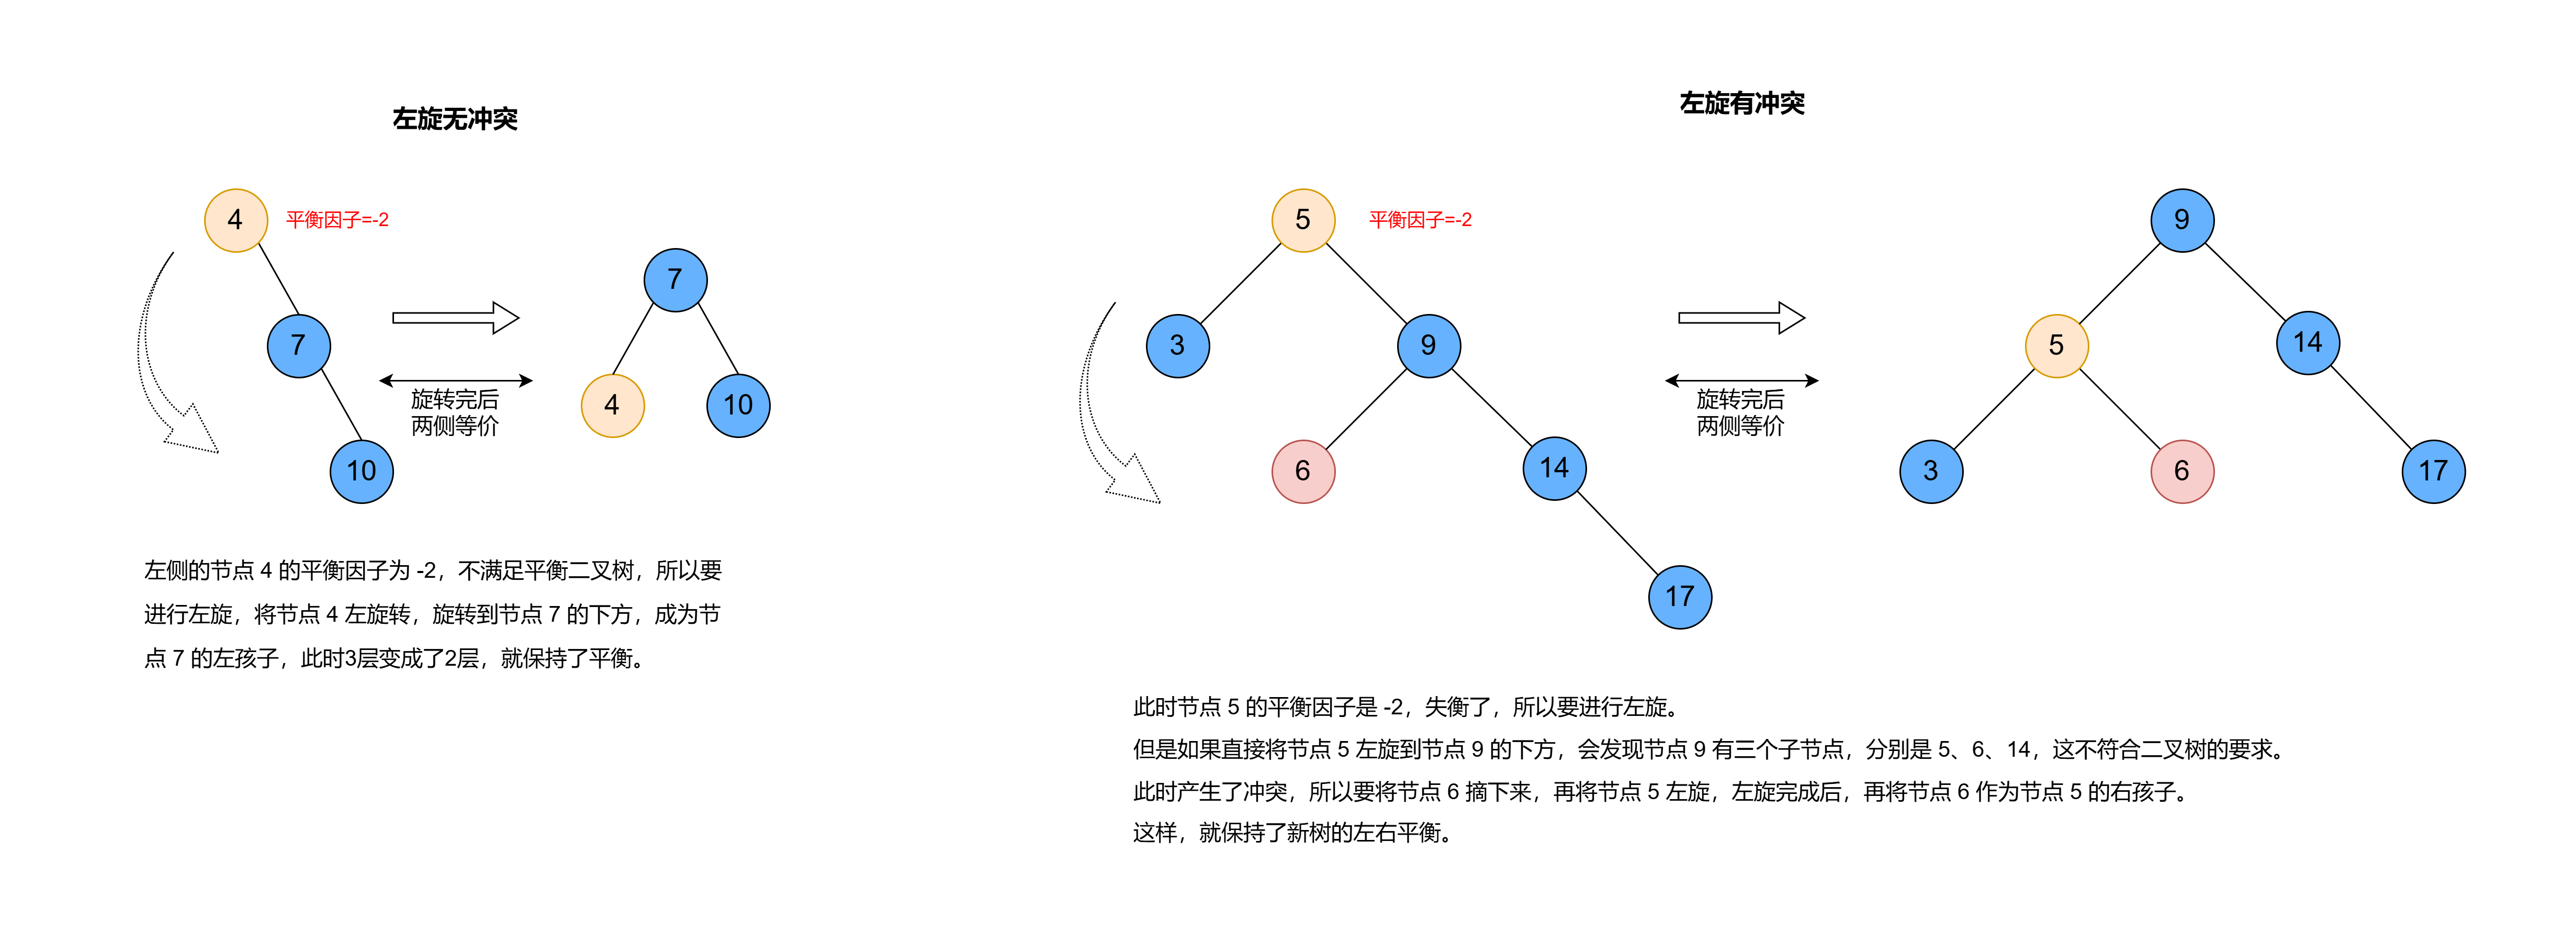 左旋无冲突
4
平衡因子=-2
7
10
旋转完后
两侧等价
7
4
10
左侧的节点 4 的平衡因子为 -2，不满足平衡二叉树，所以要
进行左旋，将节点 4 左旋转，旋转到节点 7 的下方，成为节
点 7 的左孩子，此时3层变成了2层，就保持了平衡。
左旋有冲突
5
平衡因子=-2
3
9
6
14
17
旋转完后
两侧等价
9
5
14
3
6
17
此时节点 5 的平衡因子是 -2，失衡了，所以要进行左旋。
但是如果直接将节点 5 左旋到节点 9 的下方，会发现节点 9 有三个子节点，分别是 5、6、14，这不符合二叉树的要求。
此时产生了冲突，所以要将节点 6 摘下来，再将节点 5 左旋，左旋完成后，再将节点 6 作为节点 5 的右孩子。
这样，就保持了新树的左右平衡。